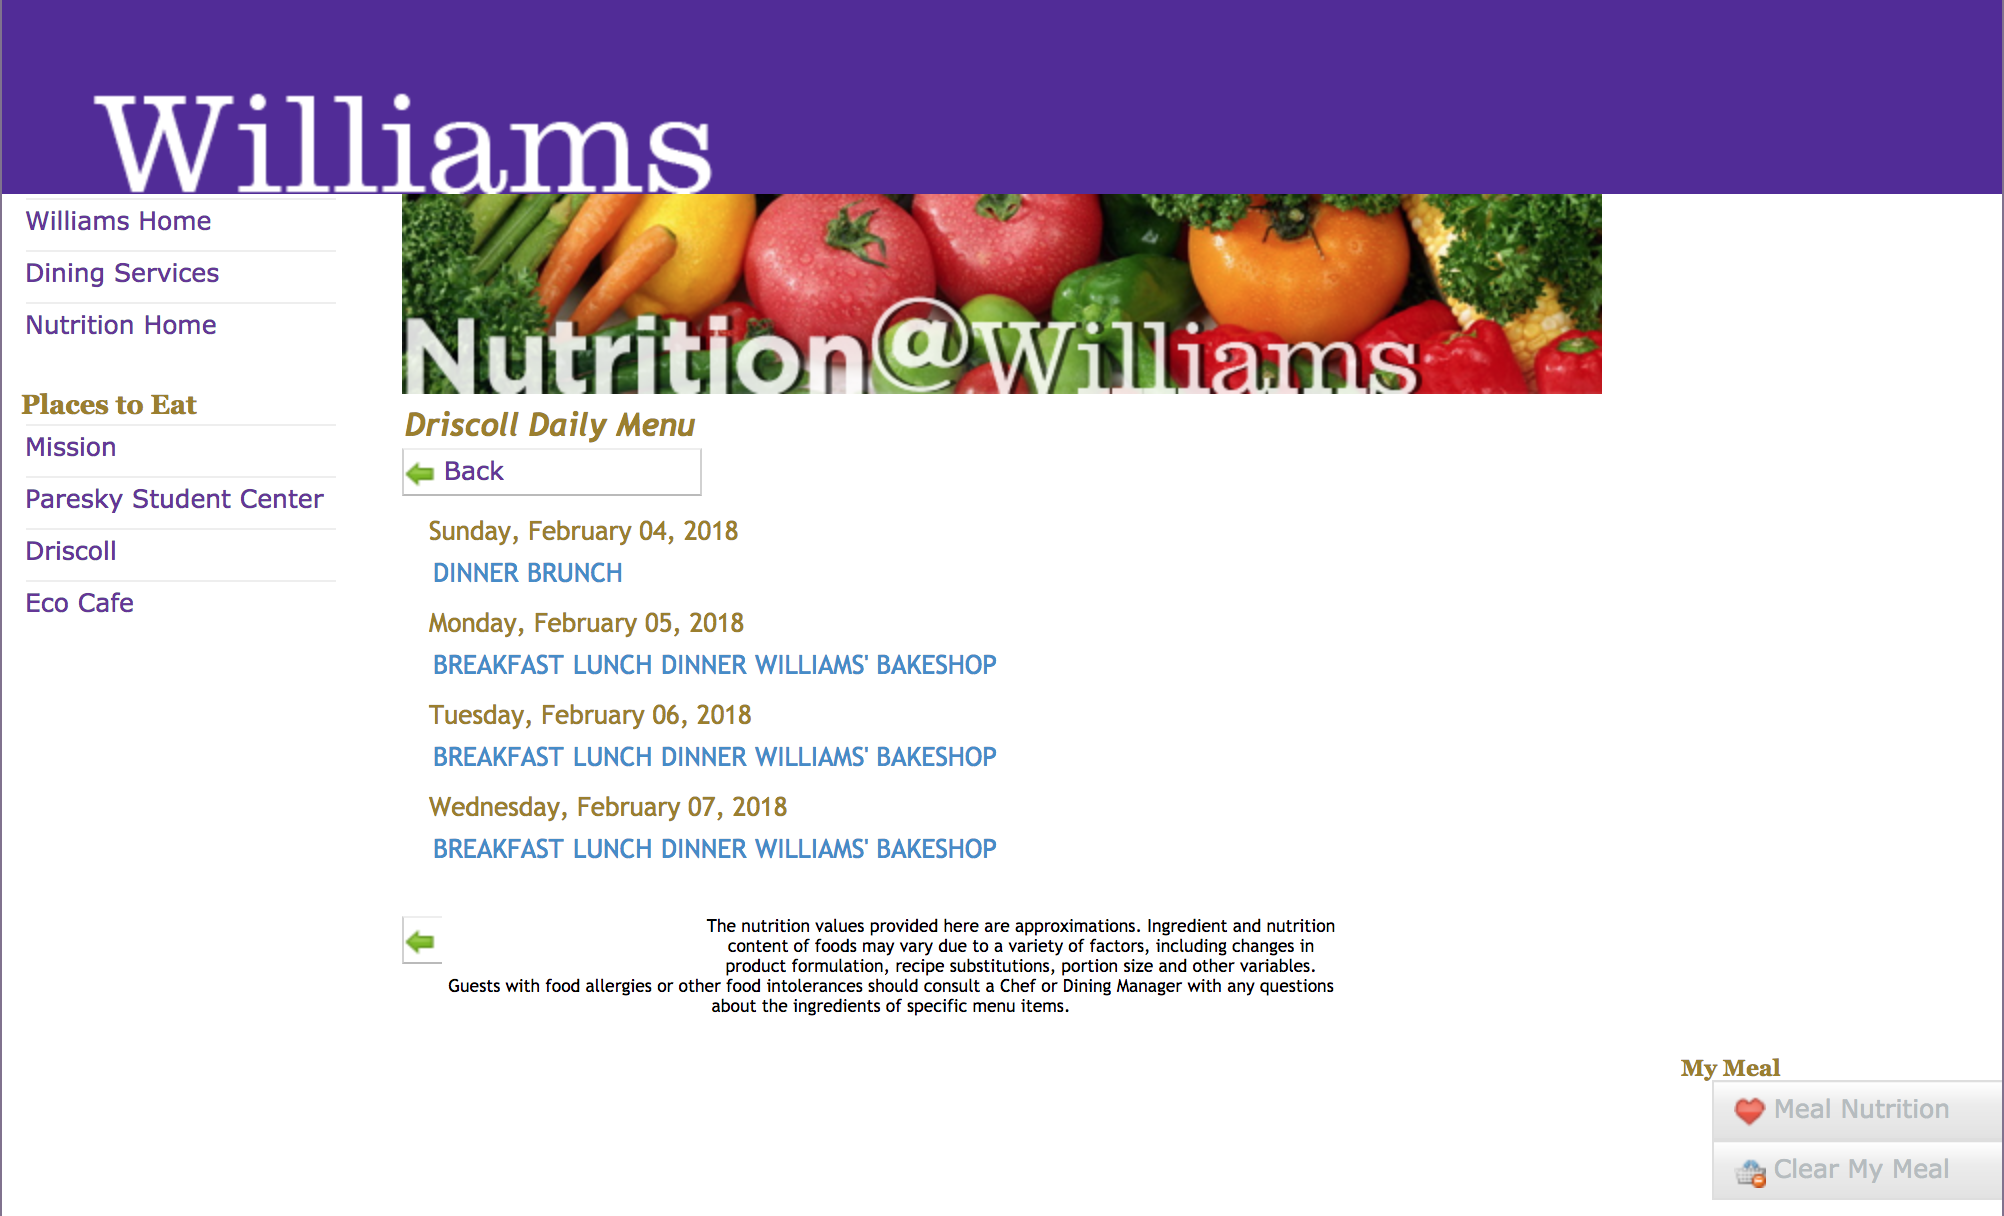 Williams
Williams Home
Dining Services
Nutrition Home
Places to Eat
Mission
Paresky Student Center
Driscoll
Eco Cafe
Nutrition@Williams
Driscoll Daily Menu
Back
Sunday, February 04, 2018
DINNER BRUNCH
Monday, February 05, 2018
BREAKFAST LUNCH DINNER WILLIAMS' BAKESHOP
Tuesday, February 06, 2018
BREAKFAST LUNCH DINNER WILLIAMS' BAKESHOP
Wednesday, February 07, 2018
BREAKFAST LUNCH DINNER WILLIAMS' BAKESHOP
The nutrition values provided here are approximations. Ingredient and nutrition
content of foods may vary due to a variety of factors, including changes in
product formulation, recipe substitutions, portion size and other variables.
Guests with food allergies or other food intolerances should consult a Chef or Dining Manager with any questions
about the ingredients of specific menu items.
My Meal
Meal Nutrition
Clear My Meal